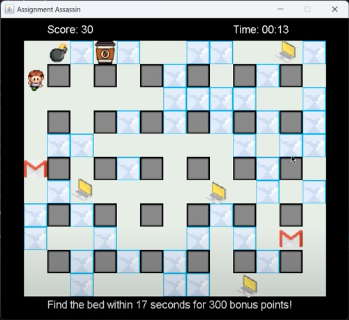 Assignment Assassin
Score: 30
Time: 00:13
Find the bed within 17 seconds for 300 bonus points!